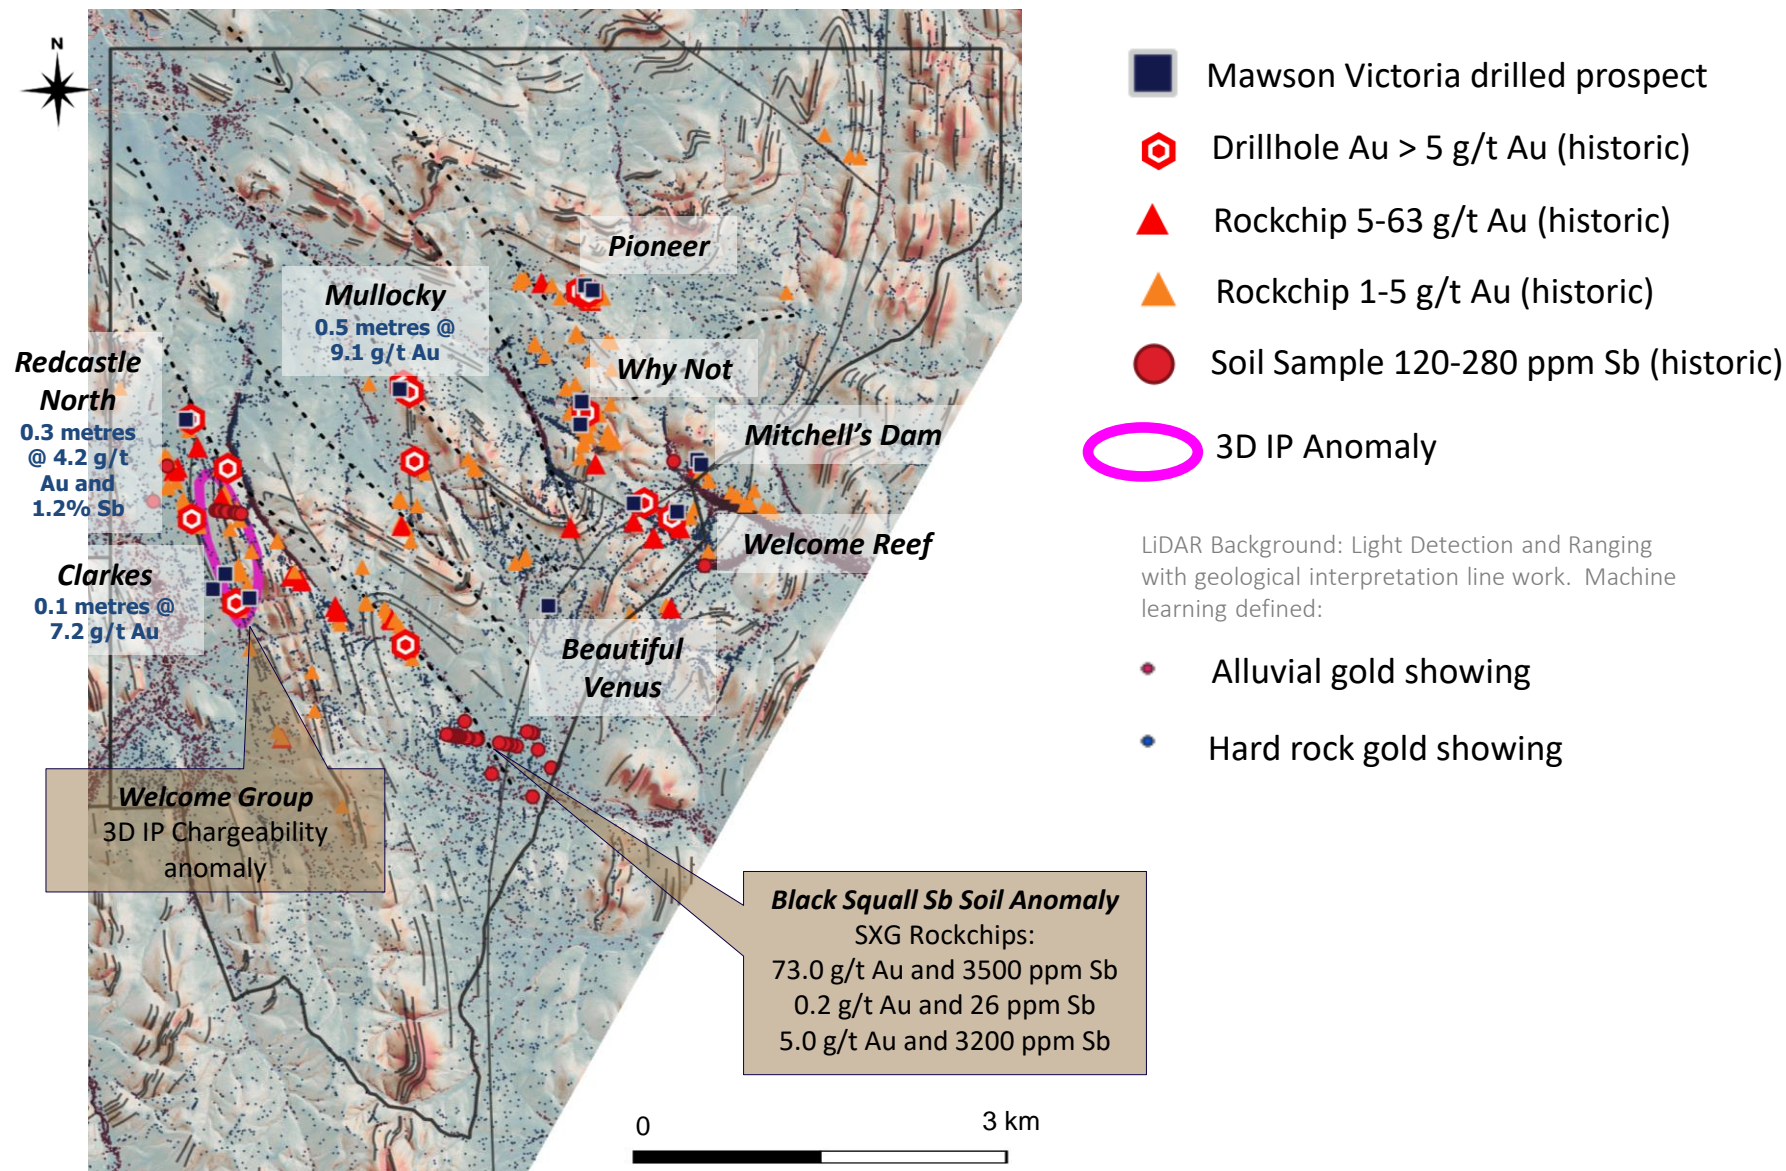 N
Pioneer
Mullocky
0.5 metres @
9.1 g/t Au
Redcastle
North
0.3 metres
@ 4.2 g/t
Au and
1.2% Sb
Why Not
Mitchell's Dam
Welcome Reef
Clarkes
0.1 metres @
7.2 g/t Au
Beautiful
Venus
Welcome Group
3D IP Chargeability
anomaly
Black Squall Sb Soil Anomaly
SXG Rockchips:
73.0 g/t Au and 3500 ppm Sb
0.2 g/t Au and 26 ppm Sb
5.0 g/t Au and 3200 ppm Sb
0 3 km
Mawson Victoria drilled prospect
Drillhole Au > 5 g/t Au (historic)
Rockchip 5-63 g/t Au (historic)
Rockchip 1-5 g/t Au (historic)
Soil Sample 120-280 ppm Sb (historic)
3D IP Anomaly
LiDAR Background: Light Detection and Ranging
with geological interpretation line work. Machine
learning defined:
Alluvial gold showing
Hard rock gold showing